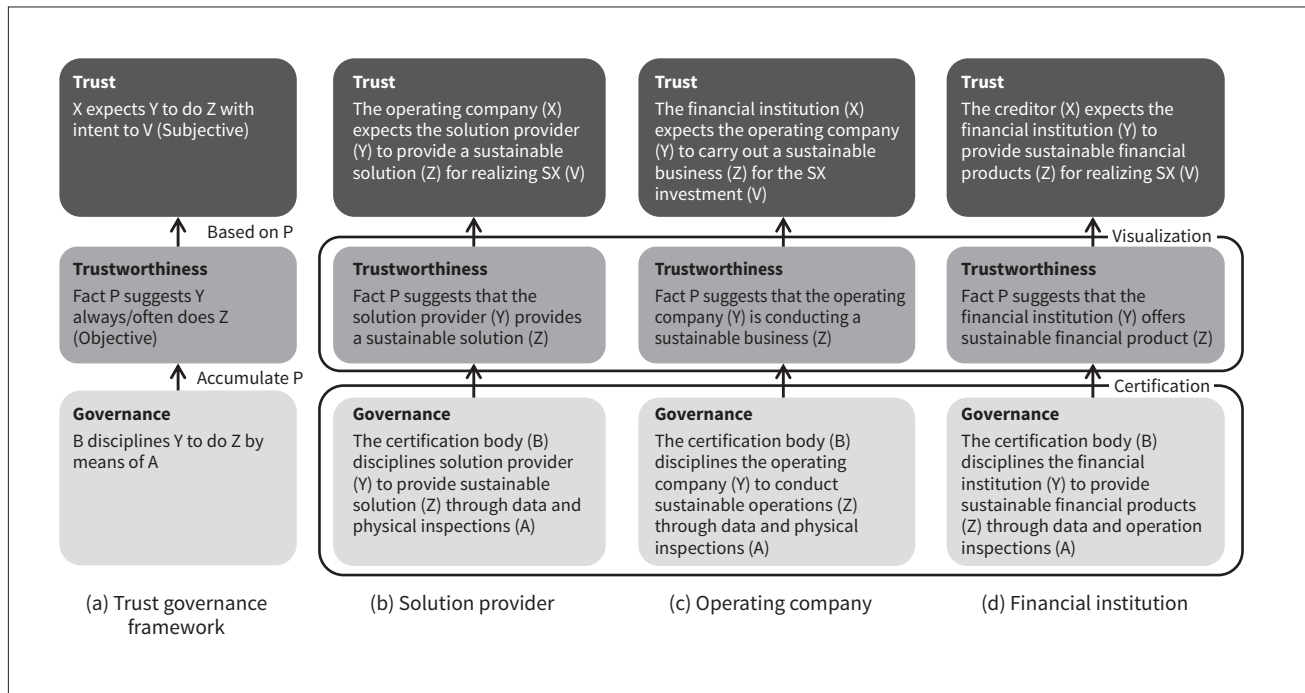 Trust
X expects Y to do Z with
intent to V (Subjective)
Trust
The operating company (X)
expects the solution provider
(Y) to provide a sustainable
solution (Z) for realizing SX (V)
Trust
The financial institution (X)
expects the operating company
(Y) to carry out a sustainable
business (Z) for the SX
investment (V)
Trust
The creditor (X) expects the
financial institution (Y) to
provide sustainable financial
products (Z) for realizing SX (V)
Based on P
Visualization
Trustworthiness
Fact P suggests Y
always/often does Z
(Objective)
Trustworthiness
Fact P suggests that the
solution provider (Y) provides
a sustainable solution (Z)
Trustworthiness
Fact P suggests that the operating
company (Y) is conducting a
sustainable business (Z)
Trustworthiness
Fact P suggests that the
financial institution (Y) offers
sustainable financial product (Z)
Accumulate P
Certification
Governance
B disciplines Y to do Z by
means of A
Governance
The certification body (B)
disciplines solution provider
(Y) to provide sustainable
solution (Z) through data and
physical inspections (A)
Governance
The certification body (B)
disciplines the operating
company (Y) to conduct
sustainable operations (Z)
through data and physical
inspections (A)
Governance
The certification body (B)
disciplines the financial
institution (Y) to provide
sustainable financial products
(Z) through data and operation
inspections (A)
(a) Trust governance
framework
(b) Solution provider
(c) Operating company
(d) Financial institution